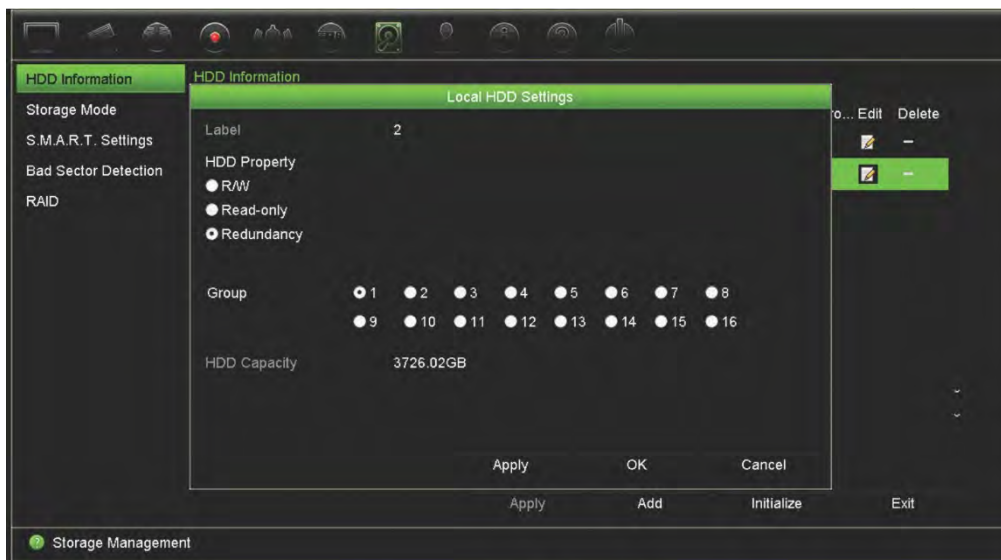 HDD Information
Storage Mode
S.M.A.R.T. Settings
Bad Sector Detection
RAID
HDD Information
Local HDD Settings
Label 2
HDD Property
R/W
Read-only
Redundancy
Group 1 2 3 4 5 6 7 8
9 10 11 12 13 14 15 16
HDD Capacity 3726.02GB
Apply OK Cancel
ro... Edit Delete
Apply Add Initialize Exit
Storage Management